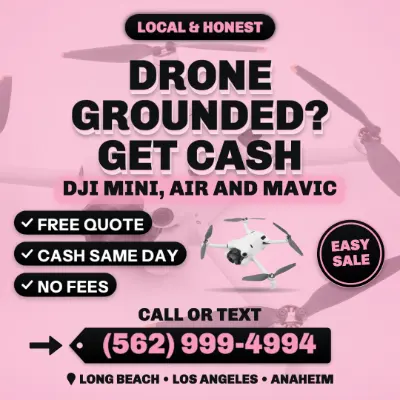 LOCAL & HONEST
DRONE
GROUNDED?
GET CASH
DJI MINI, AIR AND MAVIC
✓ FREE QUOTE
✓ CASH SAME DAY
✓ NO FEES
EASY
SALE
CALL OR TEXT
(562) 999-4994
LONG BEACH • LOS ANGELES • ANAHEIM